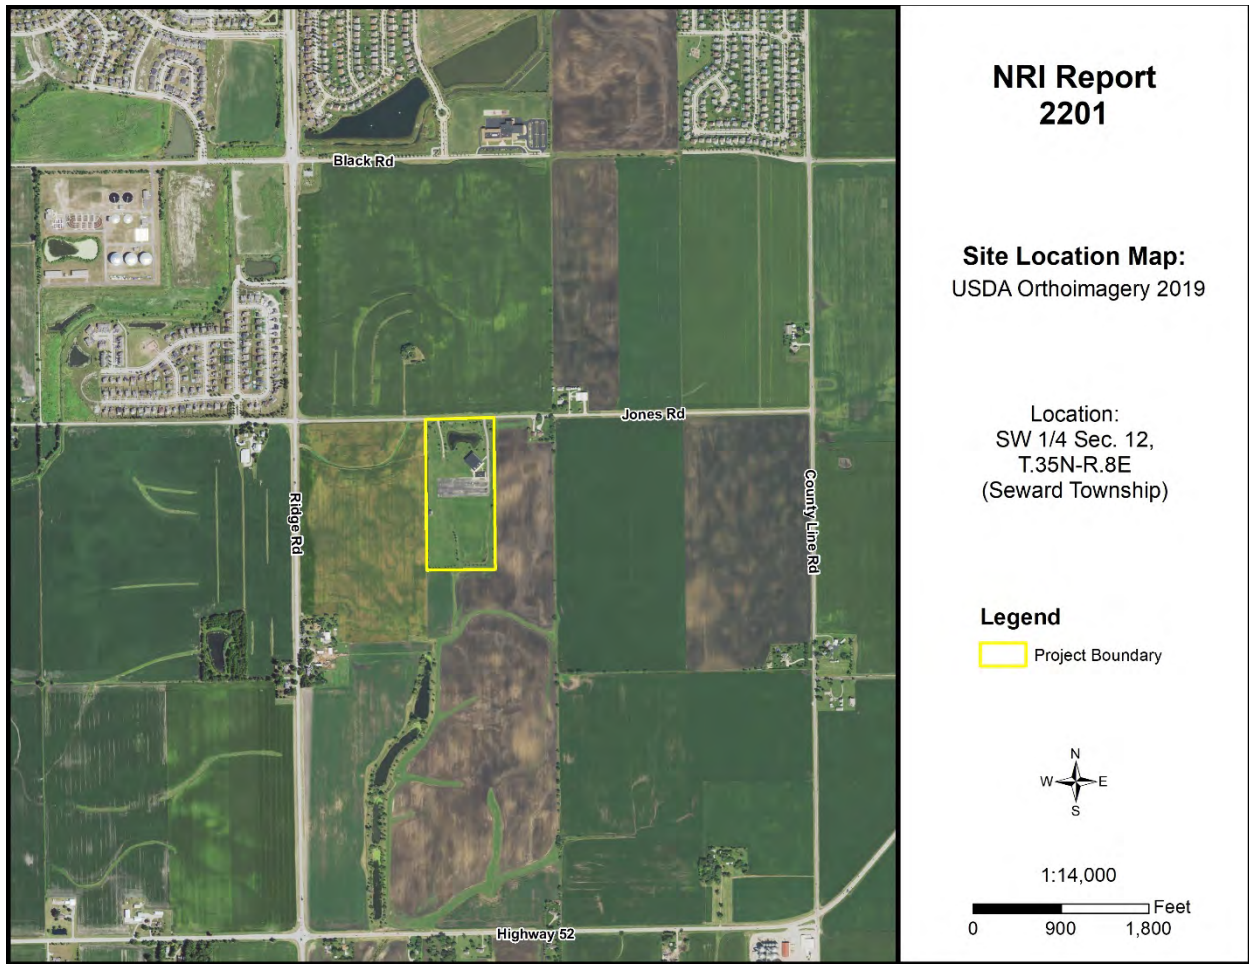 NRI Report
2201
Site Location Map:
USDA Orthoimagery 2019
Location:
SW 1/4 Sec. 12,
T.35N-R.8E
(Seward Township)
Legend
Project Boundary
N
W E
S
1:14,000
Feet
0 900 1,800
Black Rd
Jones Rd
Ridge Rd
County Line Rd
Highway 52